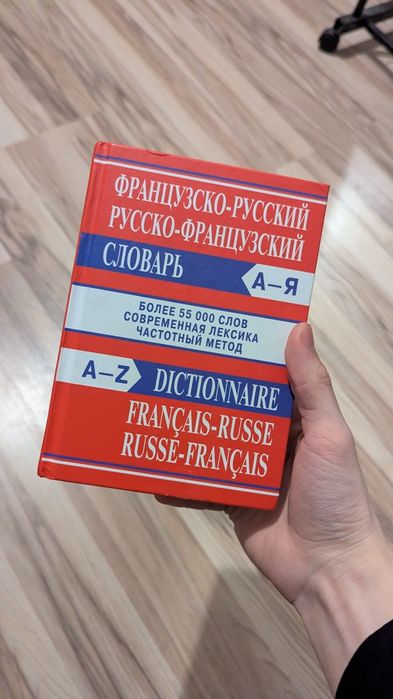 ФРАНЦУЗСКО-РУССКИЙ
РУССКО-ФРАНЦУЗСКИЙ
СЛОВАРЬ
А–Я
БОЛЕЕ 55 000 СЛОВ
СОВРЕМЕННАЯ ЛЕКСИКА
ЧАСТОТНЫЙ МЕТОД
A–Z
DICTIONNAIRE
FRANÇAIS-RUSSE
RUSSE-FRANÇAIS